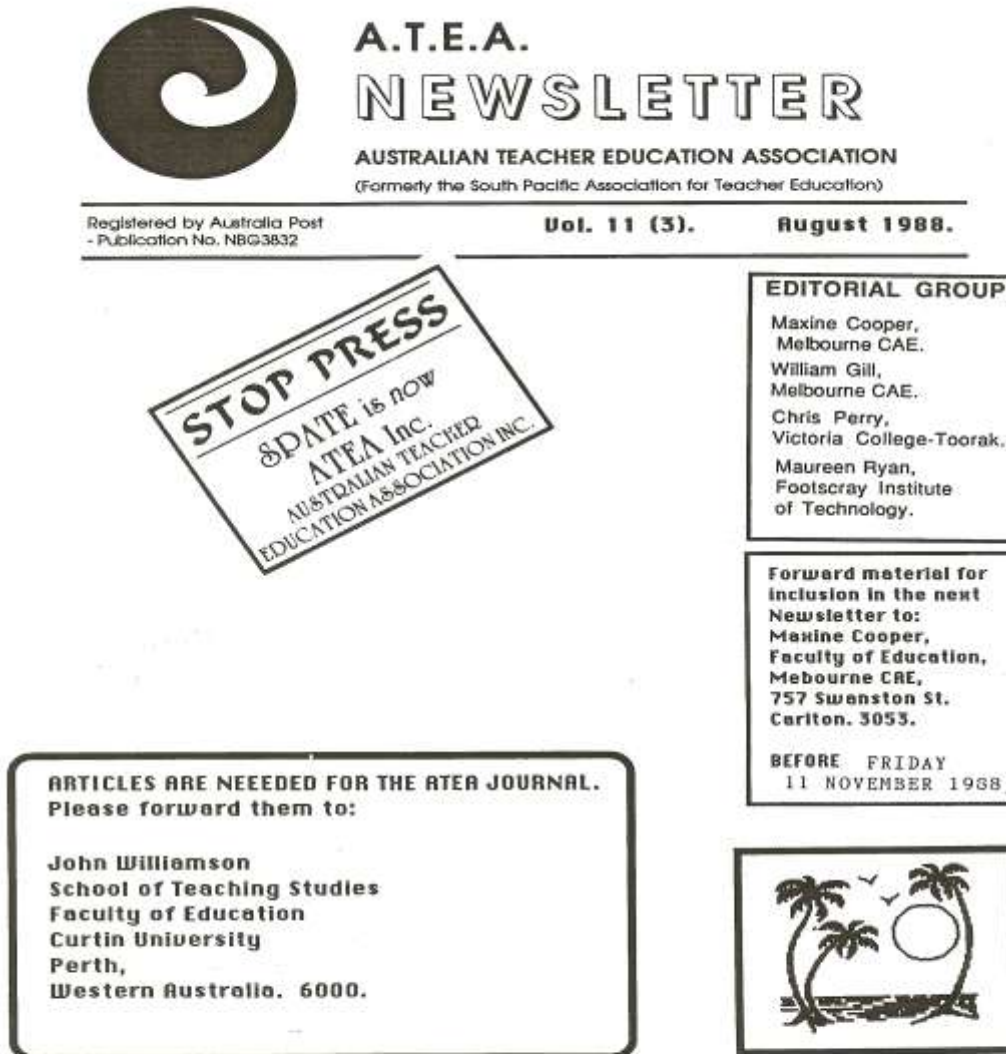 A.T.E.A.
NEWSLETTER
AUSTRALIAN TEACHER EDUCATION ASSOCIATION
(Formerly the South Pacific Association for Teacher Education)
Registered by Australia Post
- Publication No. NBG3832
Vol. 11 (3).
August 1988.
STOP PRESS
SPATE is now
ATEA Inc.
AUSTRALIAN TEACHER
EDUCATION ASSOCIATION INC.
EDITORIAL GROUP
Maxine Cooper,
Melbourne CAE.
William Gill,
Melbourne CAE.
Chris Perry,
Victoria College-Toorak.
Maureen Ryan,
Footscray Institute
of Technology.
Forward material for
inclusion in the next
Newsletter to:
Maxine Cooper,
Faculty of Education,
Mebourne CAE,
757 Swanston St.
Carlton. 3053.
BEFORE FRIDAY
11 NOVEMBER 1988
ARTICLES ARE NEEEDED FOR THE ATEA JOURNAL.
Please forward them to:
John Williamson
School of Teaching Studies
Faculty of Education
Curtin University
Perth,
Western Australia. 6000.